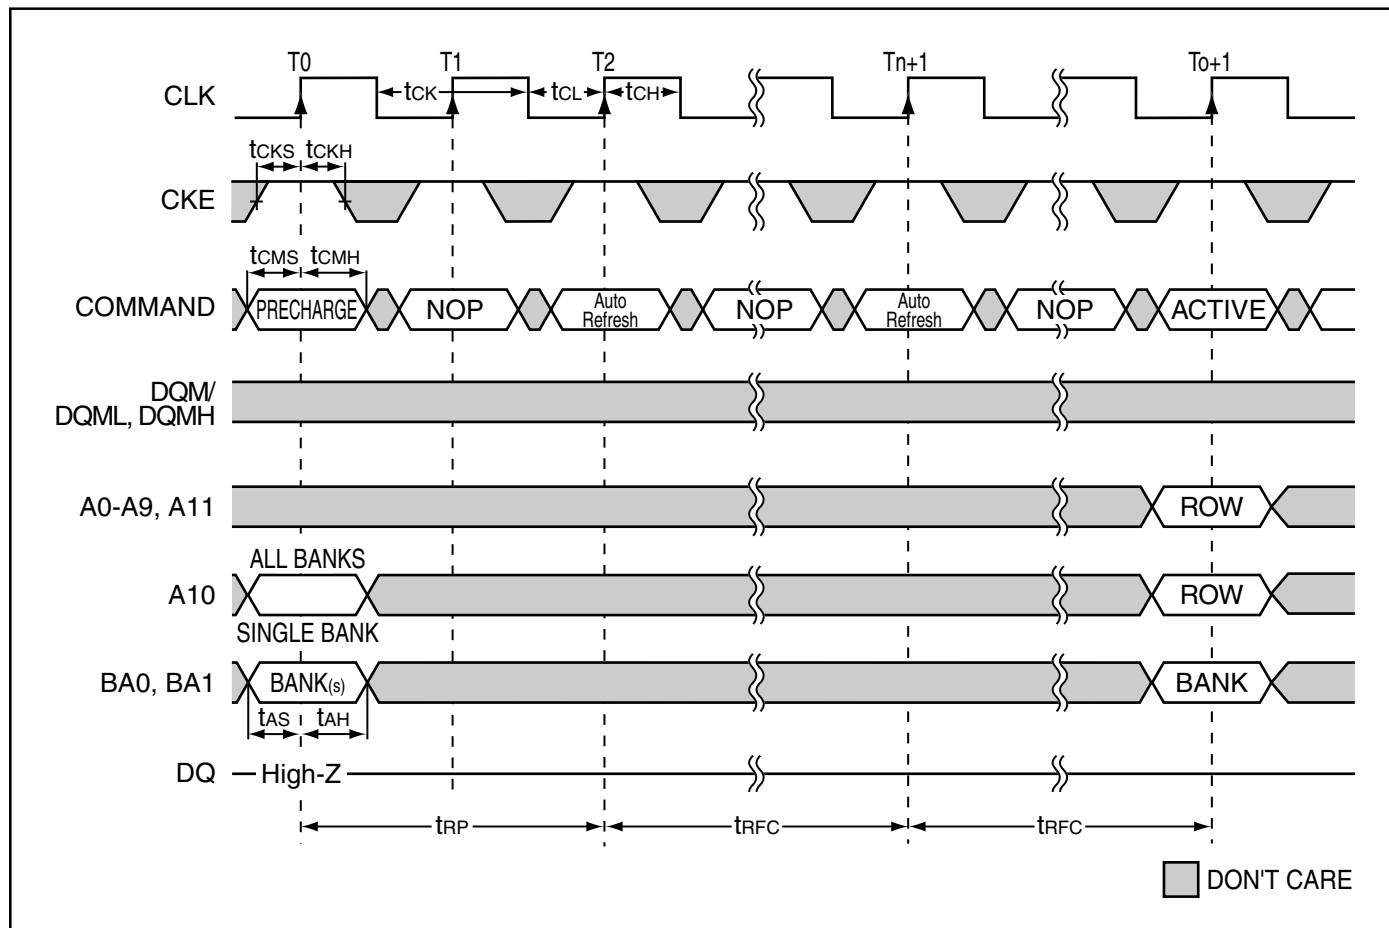 T0 T1 T2 Tn+1 To+1
CLK
tCK tCL tCH
tCKS tCKH
CKE
tCMS tCMH
COMMAND PRECHARGE NOP Auto Refresh NOP Auto Refresh NOP ACTIVE
DQM/
DQML, DQMH
A0-A9, A11 ROW
ALL BANKS
A10 ROW
SINGLE BANK
BA0, BA1 BANK(s) BANK
tAS tAH
DQ High-Z
tRP tRFC tRFC
DON'T CARE